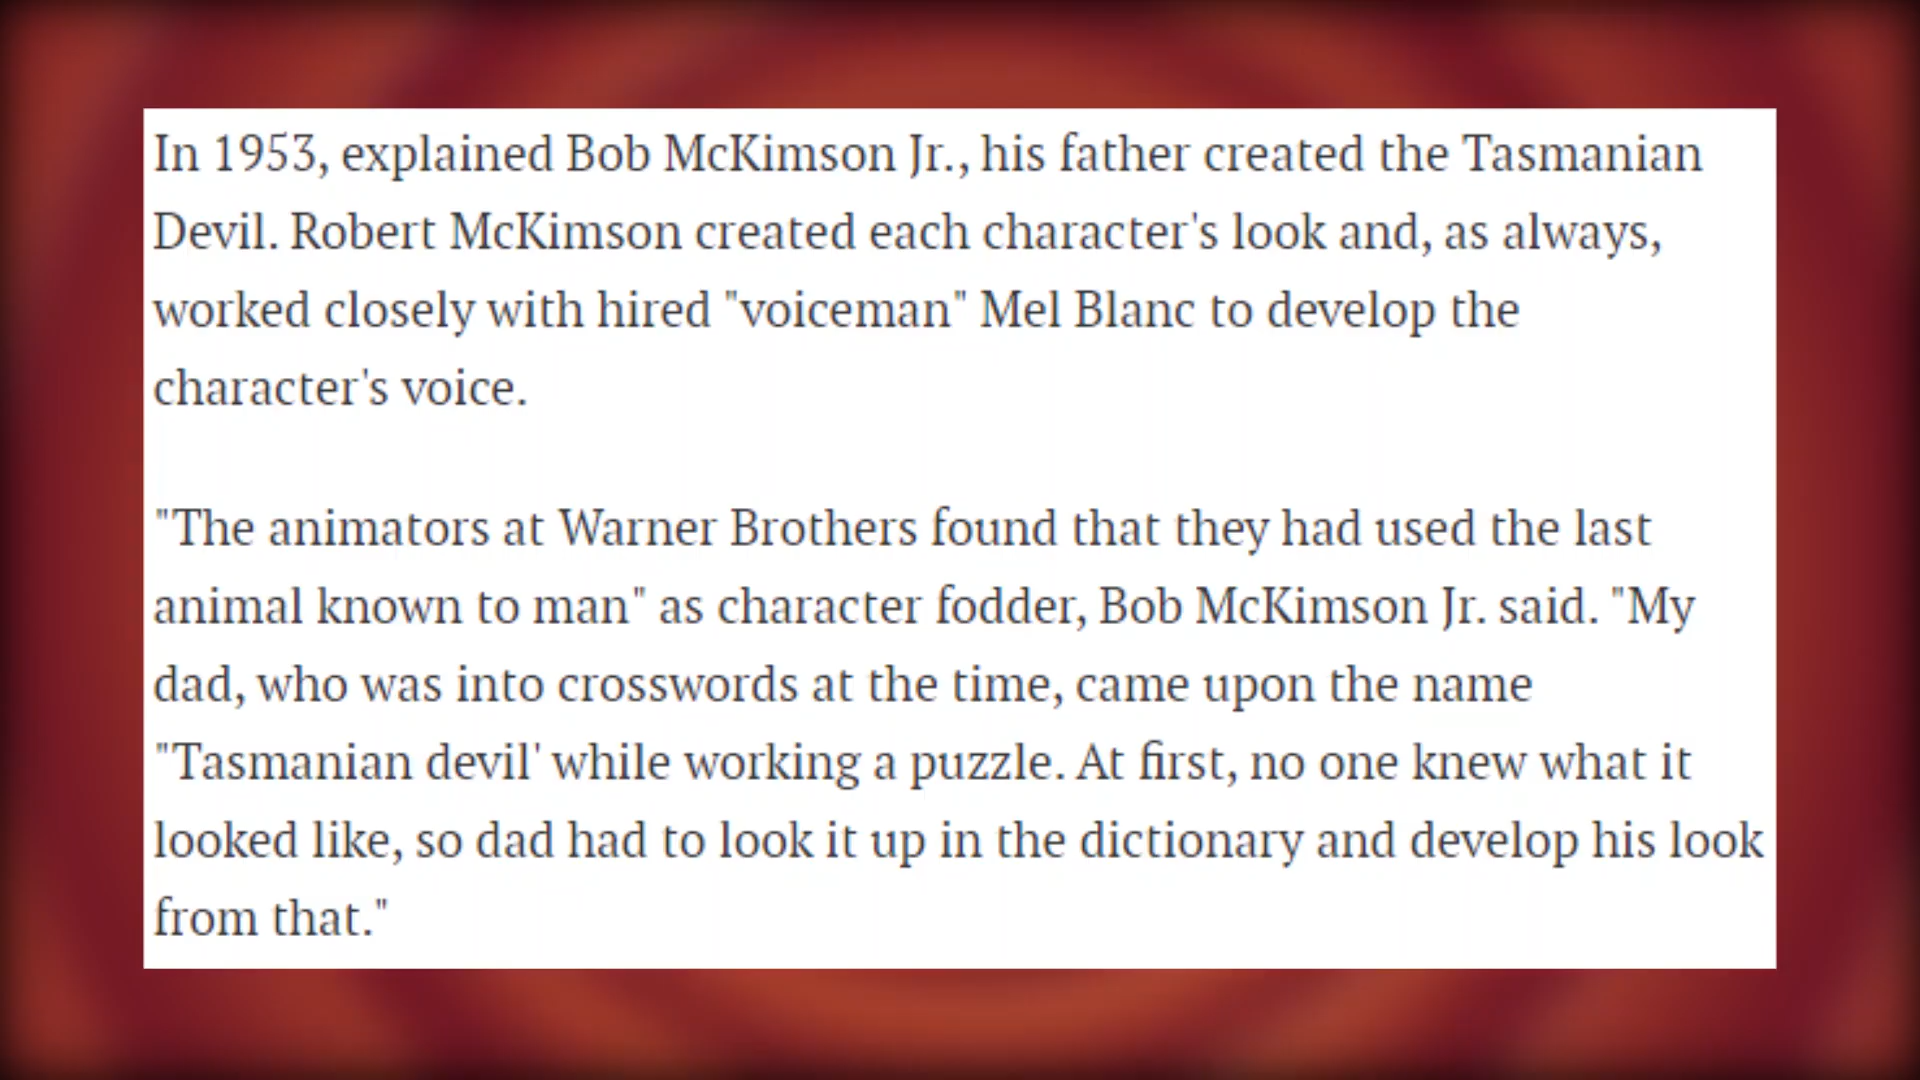 In 1953, explained Bob McKimson Jr., his father created the Tasmanian
Devil. Robert McKimson created each character's look and, as always,
worked closely with hired "voiceman" Mel Blanc to develop the
character's voice.
"The animators at Warner Brothers found that they had used the last
animal known to man" as character fodder, Bob McKimson Jr. said. "My
dad, who was into crosswords at the time, came upon the name
"Tasmanian devil' while working a puzzle. At first, no one knew what it
looked like, so dad had to look it up in the dictionary and develop his look
from that."